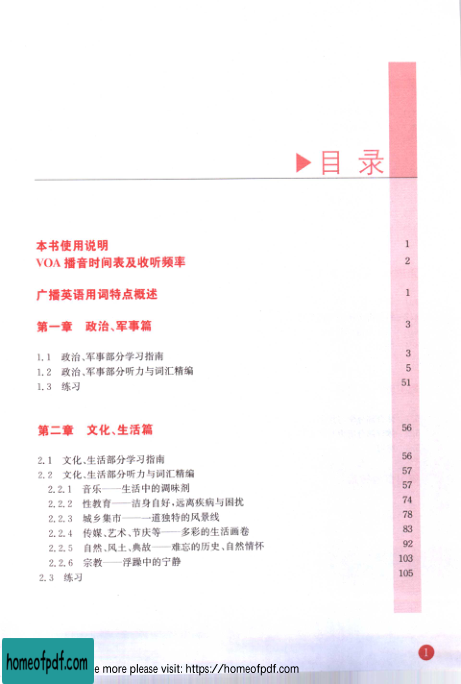 ▶目 录
本书使用说明 1
VOA 播音时间表及收听频率 2
广播英语用词特点概述 1
第一章 政治、军事篇 3
1.1 政治、军事部分学习指南 3
1.2 政治、军事部分听力与词汇精编 5
1.3 练习 51
第二章 文化、生活篇 56
2.1 文化、生活部分学习指南 56
2.2 文化、生活部分听力与词汇精编 57
2.2.1 音乐——生活中的调味剂 57
2.2.2 性教育——洁身自好,远离疾病与困扰 74
2.2.3 城乡集市——一道独特的风景线 78
2.2.4 传媒、艺术、节庆等——多彩的生活画卷 83
2.2.5 自然、风土、典故——难忘的历史、自然情怀 92
2.2.6 宗教——浮躁中的宁静 103
2.3 练习 105
1
homeofpdf.com
e more please visit: https://homeofpdf.com